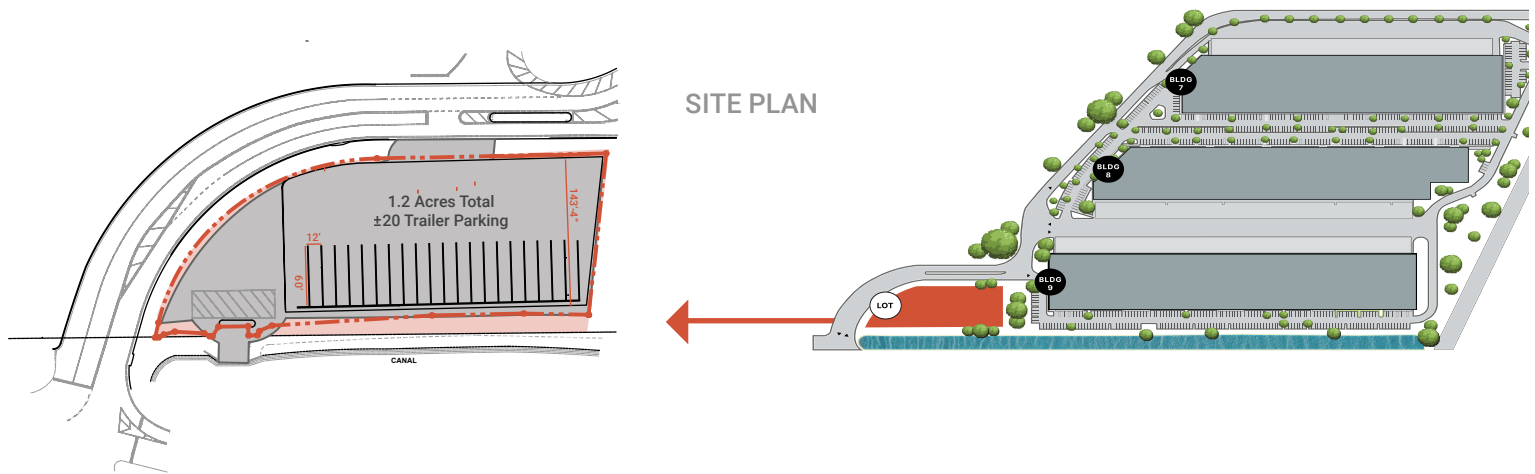 SITE PLAN
1.2 Acres Total
±20 Trailer Parking
143'-4"
12'
60'
CANAL
BLDG
7
BLDG
8
BLDG
9
LOT